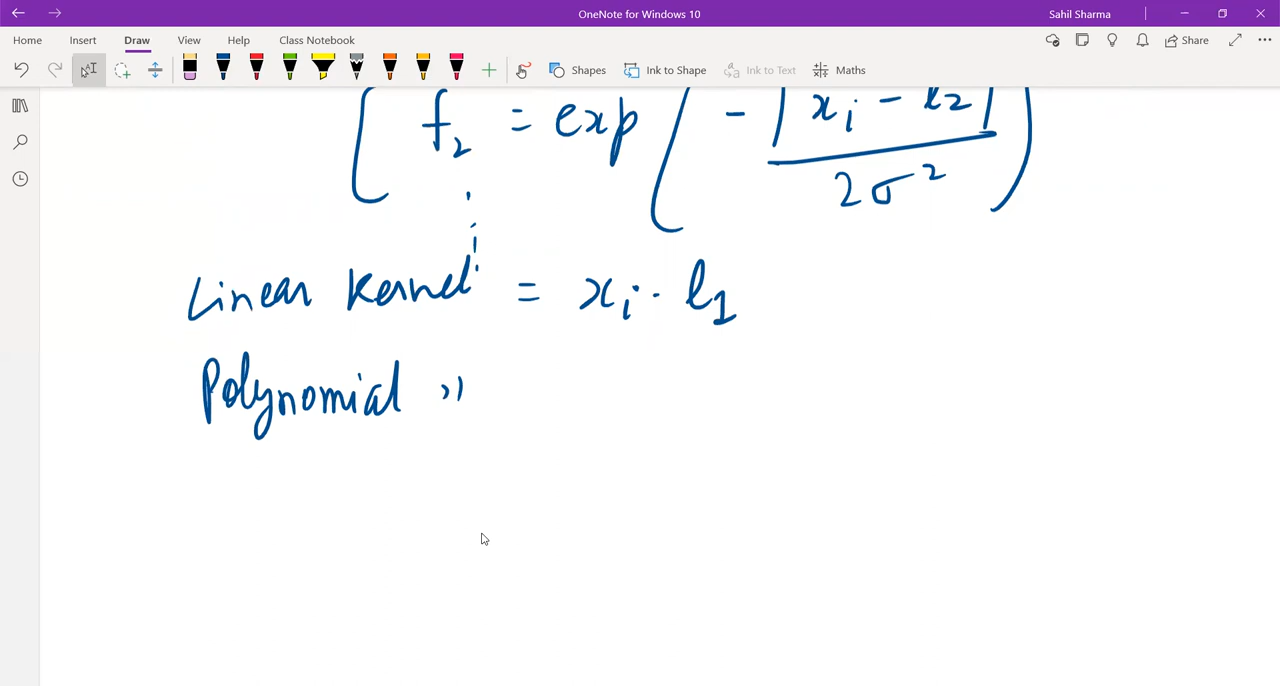 OneNote for Windows 10
Sahil Sharma
Home Insert Draw View Help Class Notebook
Share
Shapes Ink to Shape Ink to Text Maths
f₂ = exp ( - | xᵢ - l₂ | / 2σ² )
Linear Kernel = xᵢ · l₁
Polynomial "